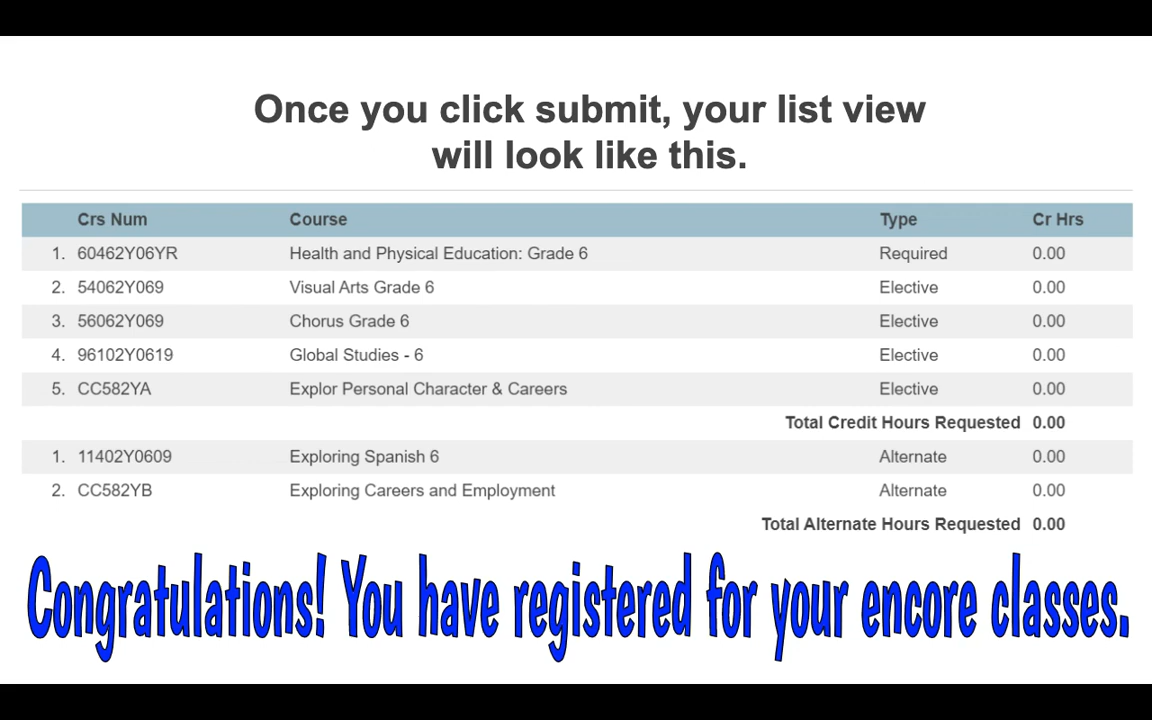 Once you click submit, your list view
will look like this.
Crs Num Course Type Cr Hrs
1. 60462Y06YR Health and Physical Education: Grade 6 Required 0.00
2. 54062Y069 Visual Arts Grade 6 Elective 0.00
3. 56062Y069 Chorus Grade 6 Elective 0.00
4. 96102Y0619 Global Studies - 6 Elective 0.00
5. CC582YA Explor Personal Character & Careers Elective 0.00
Total Credit Hours Requested 0.00
1. 11402Y0609 Exploring Spanish 6 Alternate 0.00
2. CC582YB Exploring Careers and Employment Alternate 0.00
Total Alternate Hours Requested 0.00
Congratulations! You have registered for your encore classes.